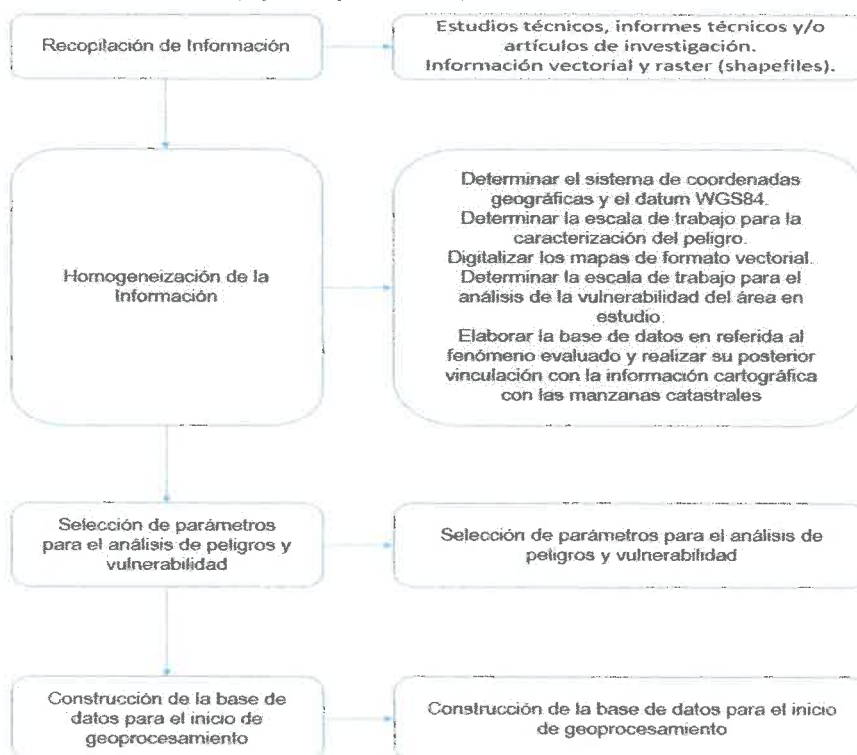 Recopilación de Información
Estudios técnicos, informes técnicos y/o
artículos de investigación.
Información vectorial y raster (shapefiles).
Homogeneización de la
Información
Determinar el sistema de coordenadas
geográficas y el datum WGS84.
Determinar la escala de trabajo para la
caracterización del peligro.
Digitalizar los mapas de formato vectorial.
Determinar la escala de trabajo para el
análisis de la vulnerabilidad del área en
estudio.
Elaborar la base de datos en referida al
fenómeno evaluado y realizar su posterior
vinculación con la información cartográfica
con las manzanas catastrales
Selección de parámetros
para el análisis de peligros y
vulnerabilidad
Selección de parámetros para el análisis de
peligros y vulnerabilidad
Construcción de la base de
datos para el inicio de
geoprocesamiento
Construcción de la base de datos para el inicio
de geoprocesamiento